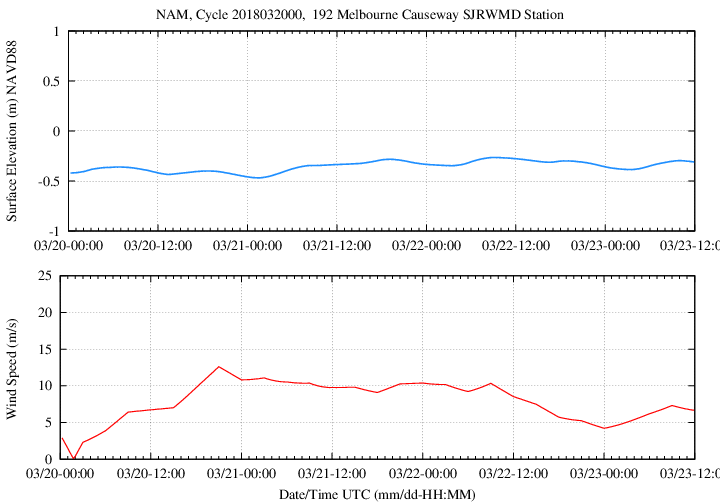 NAM, Cycle 2018032000,  192 Melbourne Causeway SJRWMD Station
Surface Elevation (m) NAVD88
1
0.5
0
-0.5
-1
03/20-00:00 03/20-12:00 03/21-00:00 03/21-12:00 03/22-00:00 03/22-12:00 03/23-00:00 03/23-12:0
Wind Speed (m/s)
25
20
15
10
5
0
03/20-00:00 03/20-12:00 03/21-00:00 03/21-12:00 03/22-00:00 03/22-12:00 03/23-00:00 03/23-12:0
Date/Time UTC (mm/dd-HH:MM)